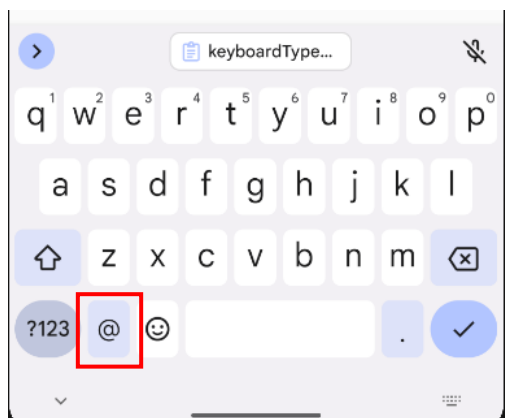 keyboardType...
q1 w2 e3 r4 t5 y6 u7 i8 o9 p0
a s d f g h j k l
z x c v b n m
?123 @ .